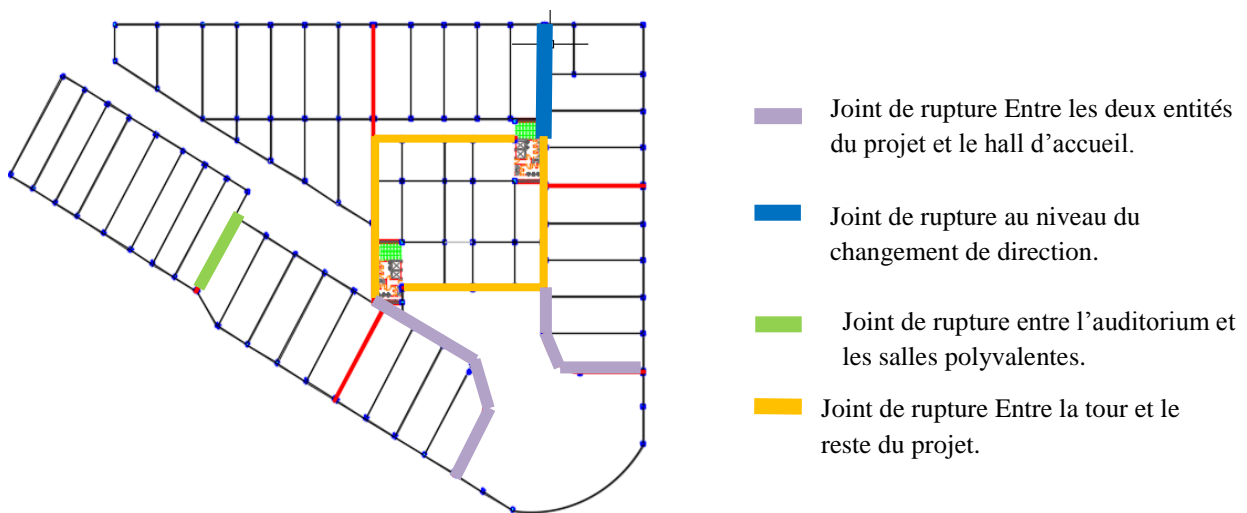 Joint de rupture Entre les deux entités
du projet et le hall d’accueil.
Joint de rupture au niveau du
changement de direction.
Joint de rupture entre l’auditorium et
les salles polyvalentes.
Joint de rupture Entre la tour et le
reste du projet.